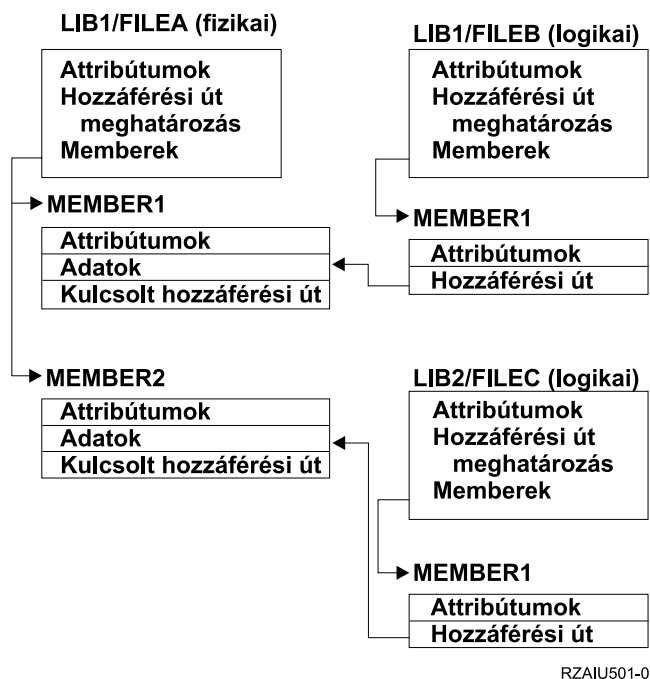 LIB1/FILEA (fizikai)
Attribútumok
Hozzáférési út
meghatározás
Memberek
MEMBER1
Attribútumok
Adatok
Kulcsolt hozzáférési út
MEMBER2
Attribútumok
Adatok
Kulcsolt hozzáférési út
LIB1/FILEB (logikai)
Attribútumok
Hozzáférési út
meghatározás
Memberek
MEMBER1
Attribútumok
Hozzáférési út
LIB2/FILEC (logikai)
Attribútumok
Hozzáférési út
meghatározás
Memberek
MEMBER1
Attribútumok
Hozzáférési út
RZAIU501-0